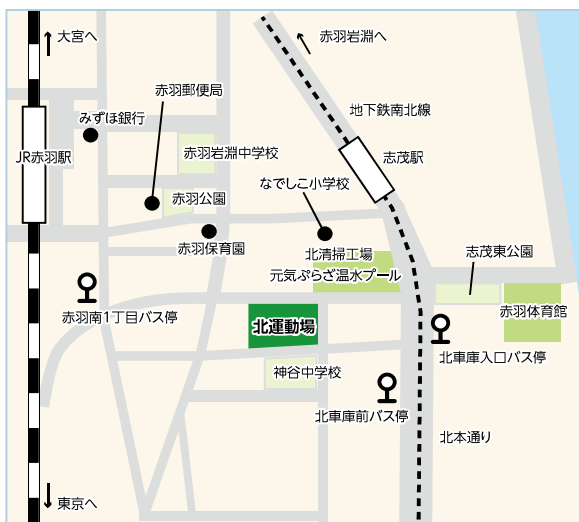 大宮へ
赤羽岩淵へ
赤羽郵便局
地下鉄南北線
みずほ銀行
赤羽岩淵中学校
JR赤羽駅
志茂駅
なでしこ小学校
赤羽公園
赤羽保育園
北清掃工場
志茂東公園
元気ぷらざ温水プール
赤羽南1丁目バス停
赤羽体育館
北運動場
北車庫入口バス停
神谷中学校
北車庫前バス停
北本通り
東京へ